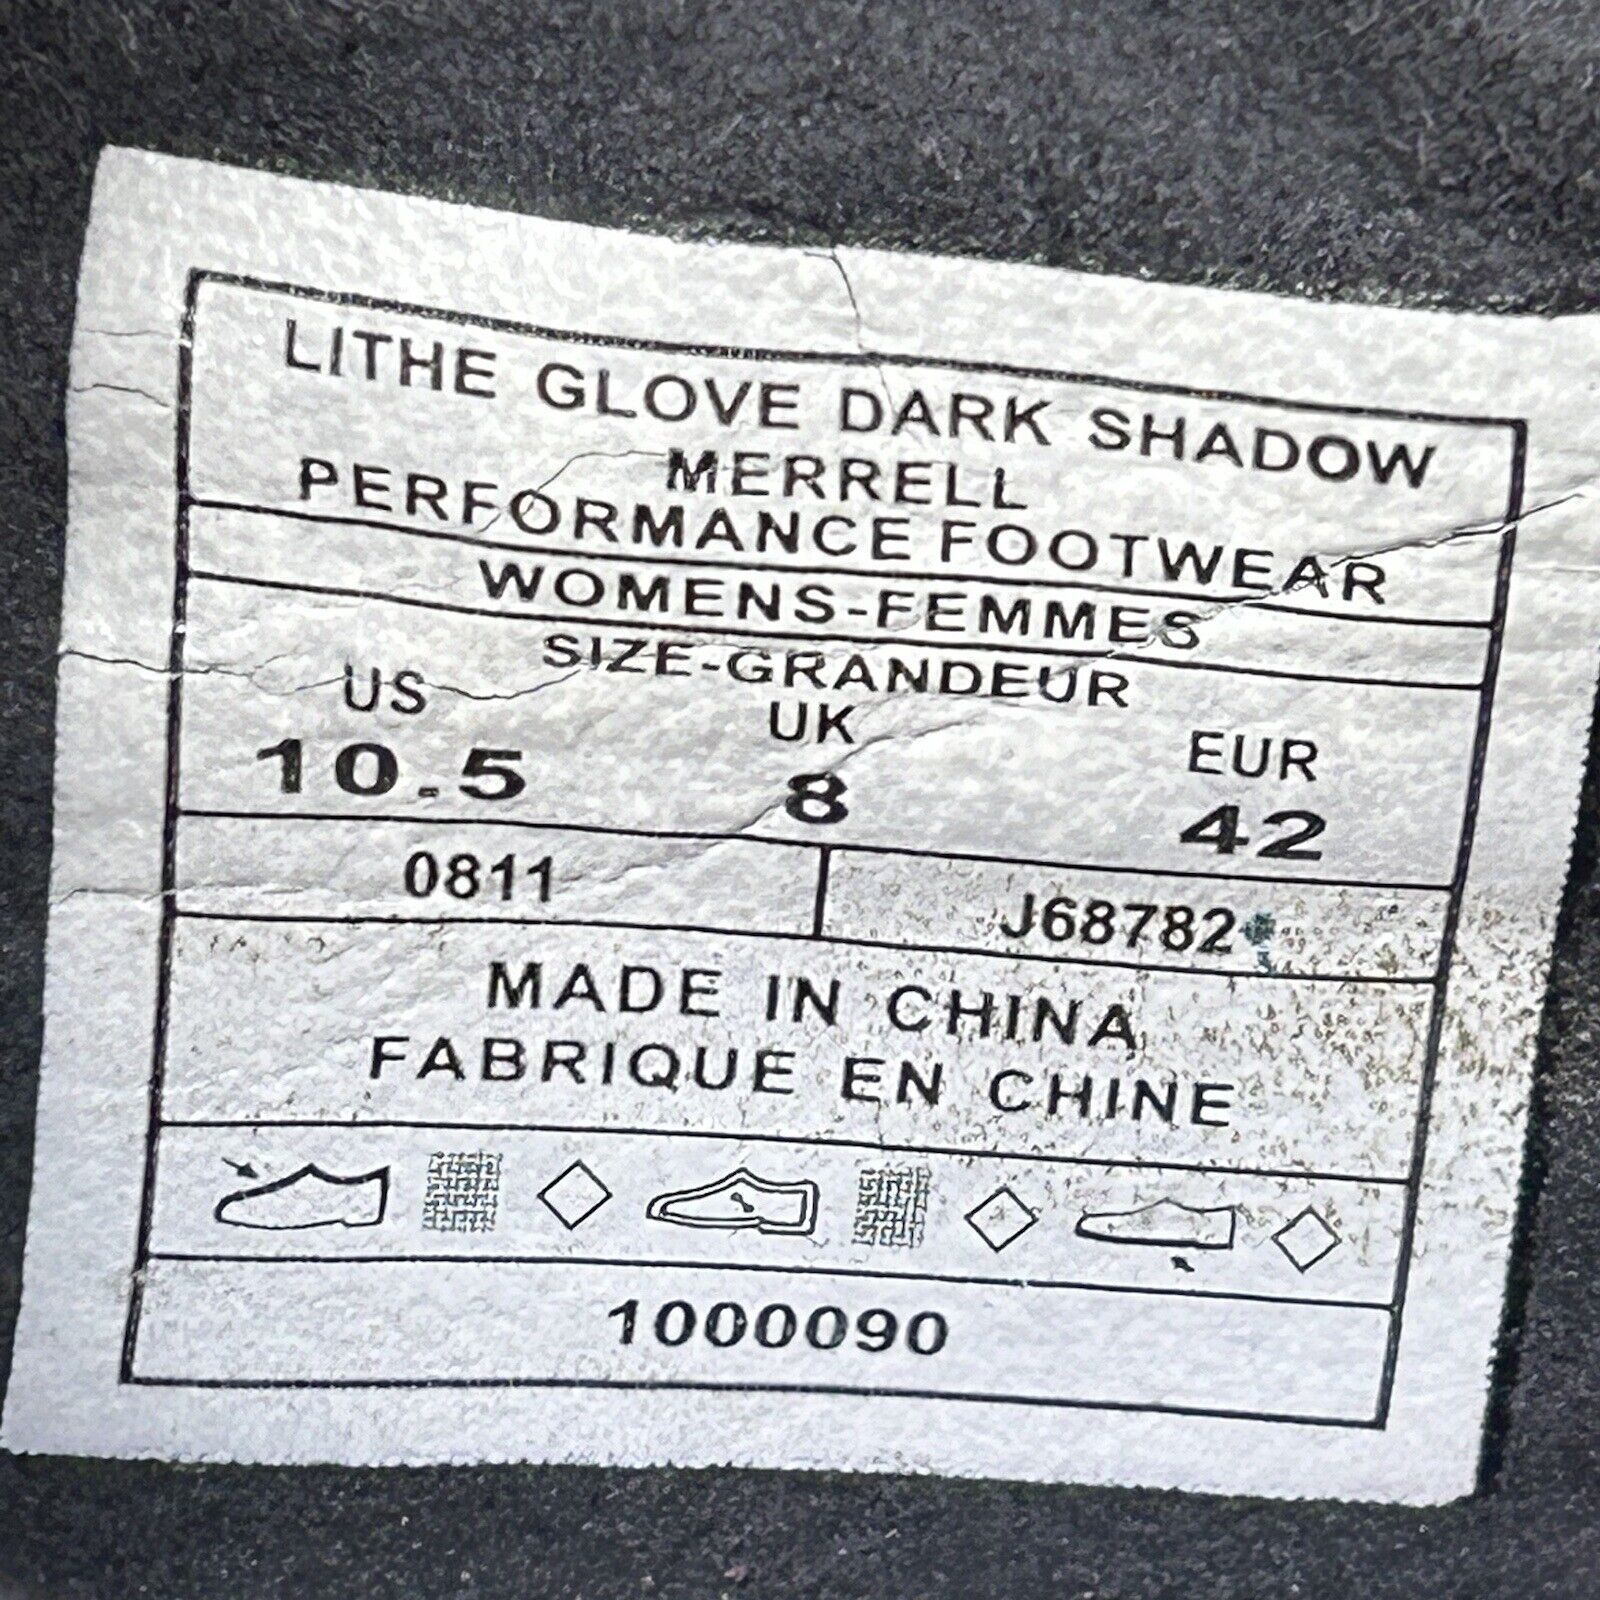 LITHE GLOVE DARK SHADOW
MERRELL
PERFORMANCE FOOTWEAR
WOMENS-FEMMES
SIZE-GRANDEUR
US UK EUR
10.5 8 42
0811 J68782
MADE IN CHINA
FABRIQUE EN CHINE
1000090